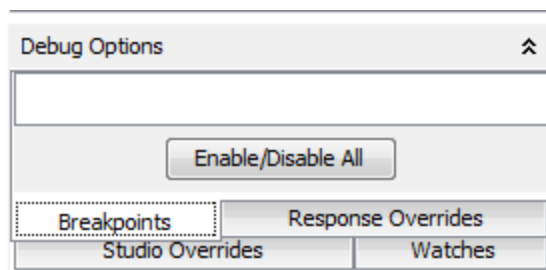 Debug Options
Enable/Disable All
Breakpoints Response Overrides
Studio Overrides Watches